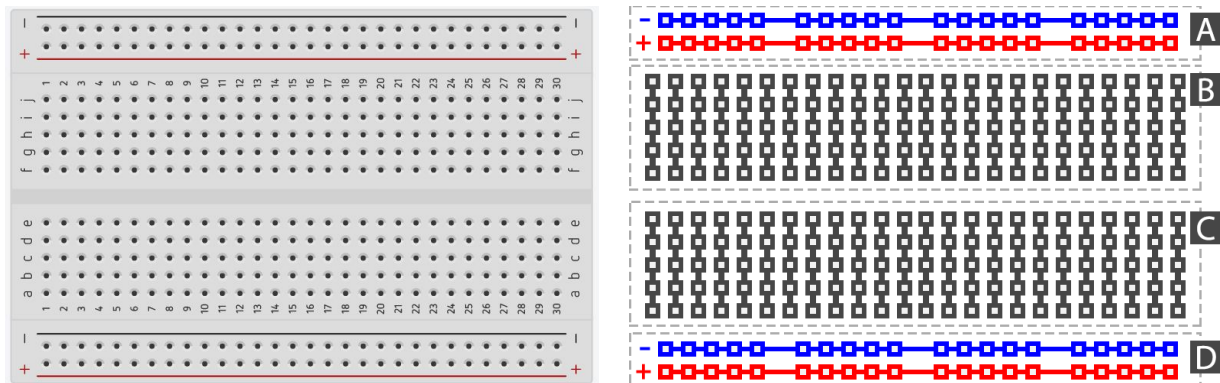 − −
+ +
1 2 3 4 5 6 7 8 9 10 11 12 13 14 15 16 17 18 19 20 21 22 23 24 25 26 27 28 29 30
j j
i i
h h
g g
f f
e e
d d
c c
b b
a a
1 2 3 4 5 6 7 8 9 10 11 12 13 14 15 16 17 18 19 20 21 22 23 24 25 26 27 28 29 30
− −
+ +
- A
+
B
C
- D
+